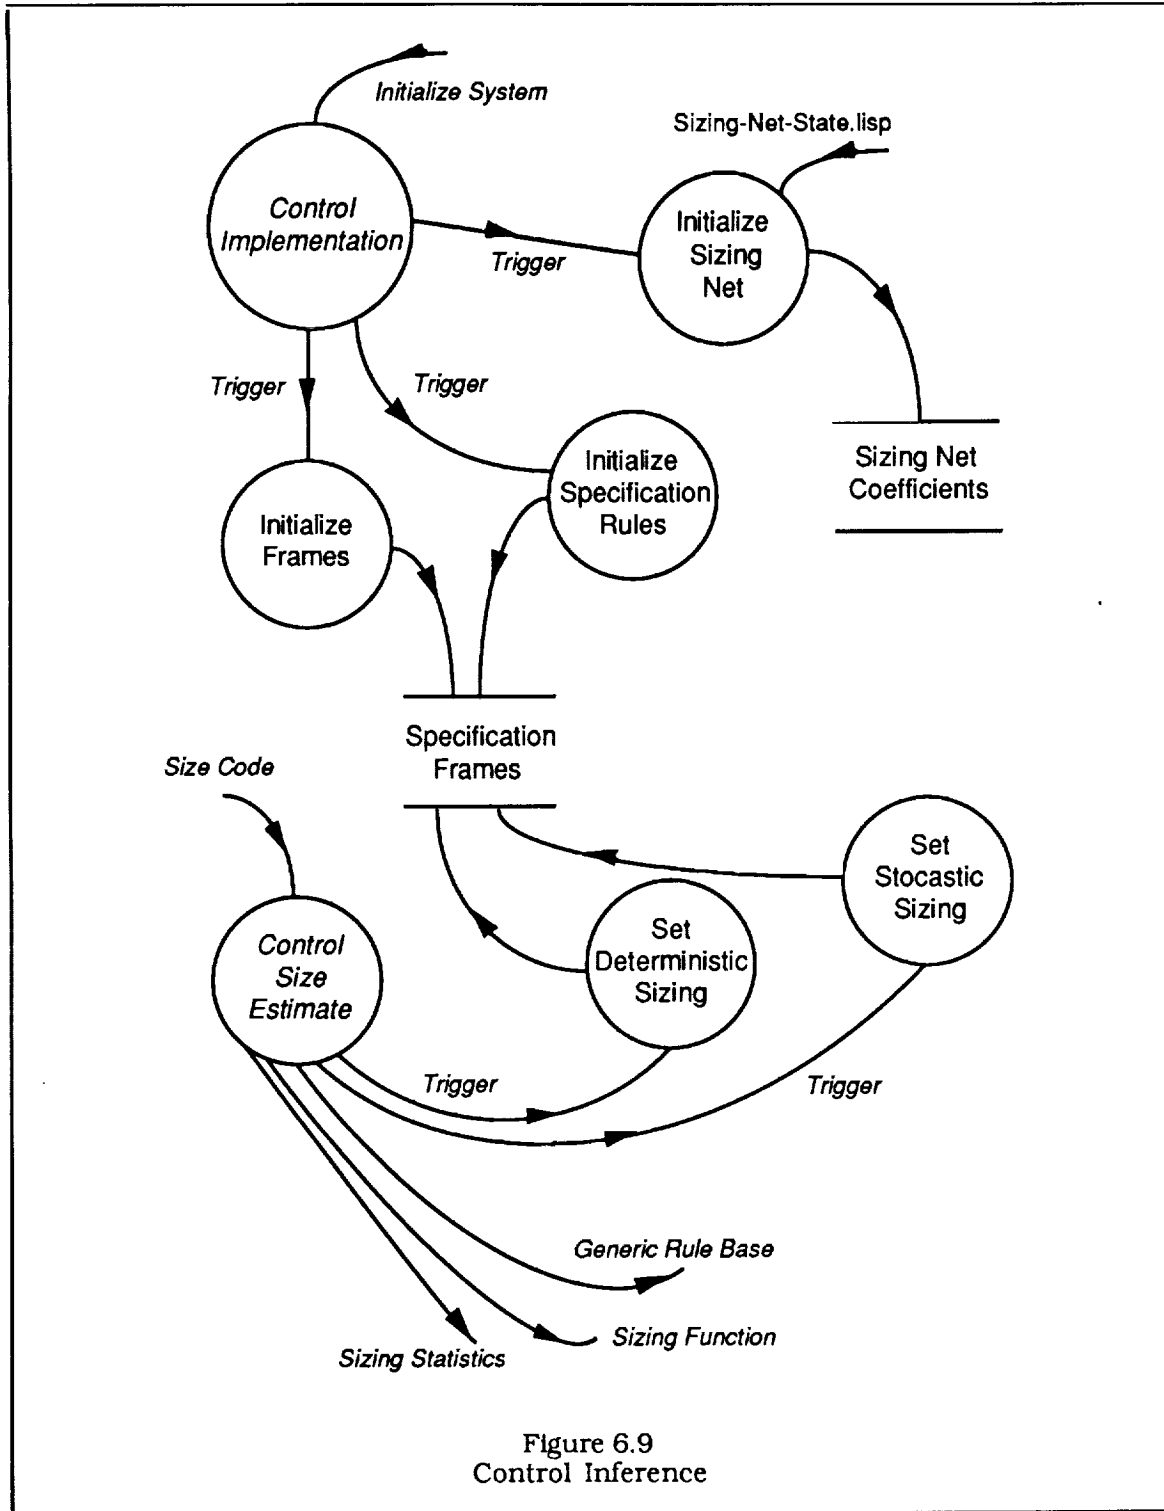 Initialize System
Sizing-Net-State.lisp
Control
Implementation
Trigger
Initialize
Sizing
Net
Trigger
Trigger
Initialize
Specification
Rules
Sizing Net
Coefficients
Initialize
Frames
Specification
Frames
Size Code
Set
Stocastic
Sizing
Control
Size
Estimate
Set
Deterministic
Sizing
Trigger
Trigger
Generic Rule Base
Sizing Function
Sizing Statistics
Figure 6.9
Control Inference